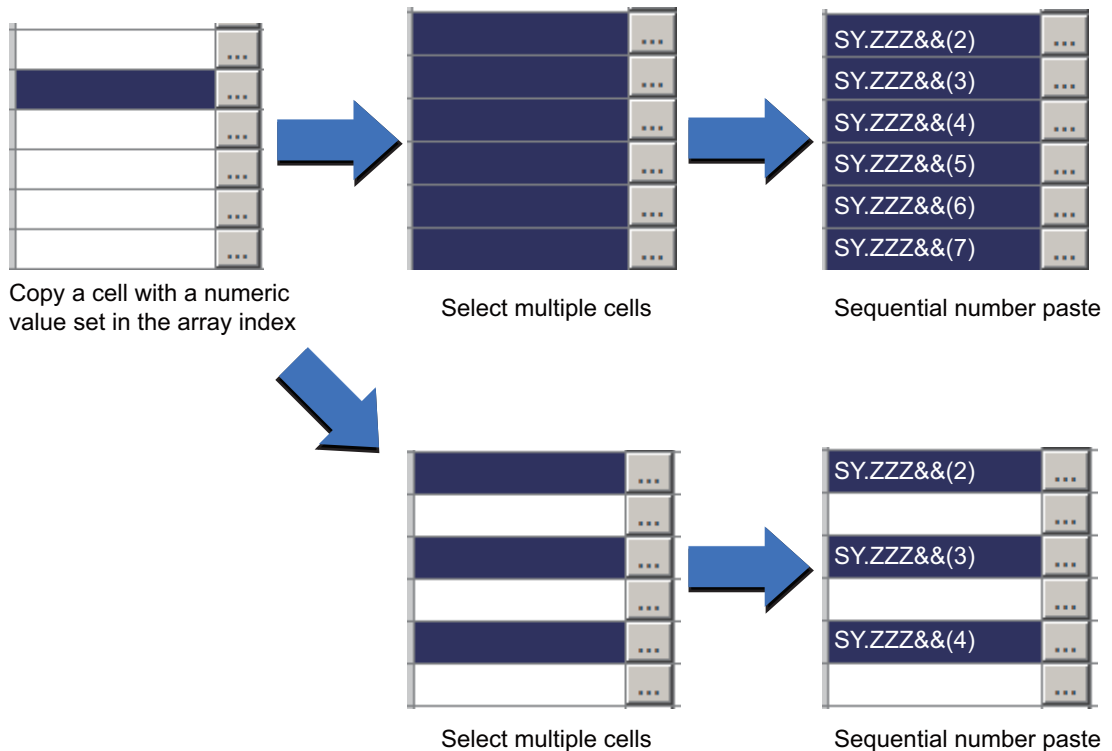 ...
...
...
...
...
...
Copy a cell with a numeric
value set in the array index
...
...
...
...
...
...
Select multiple cells
SY.ZZZ&&(2) ...
SY.ZZZ&&(3) ...
SY.ZZZ&&(4) ...
SY.ZZZ&&(5) ...
SY.ZZZ&&(6) ...
SY.ZZZ&&(7) ...
Sequential number paste
...
...
...
...
...
...
Select multiple cells
SY.ZZZ&&(2) ...
...
SY.ZZZ&&(3) ...
...
SY.ZZZ&&(4) ...
...
Sequential number paste